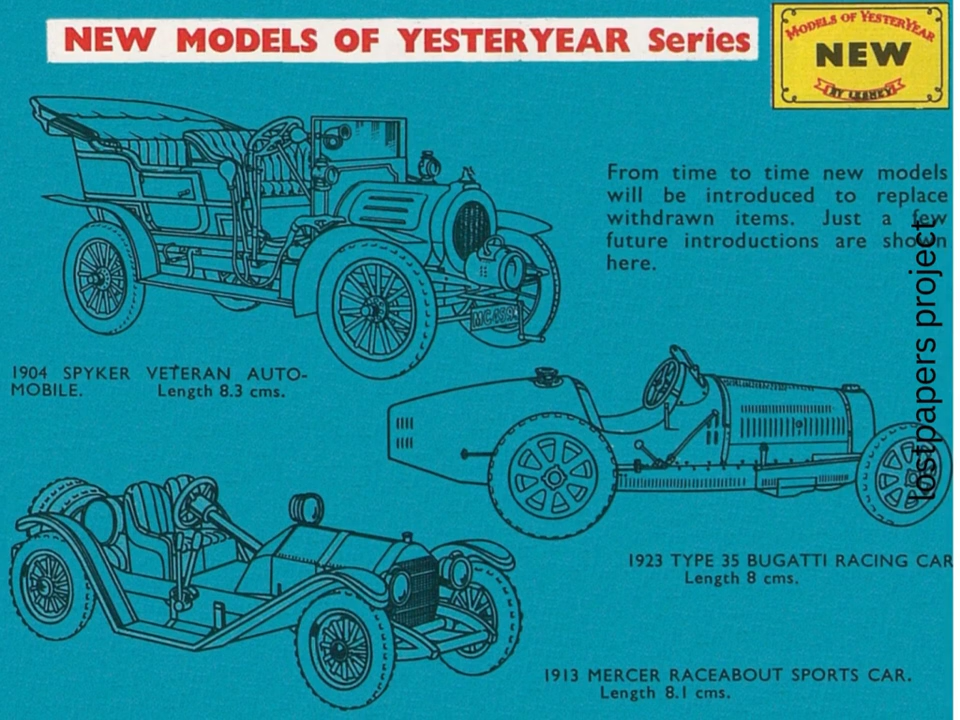 NEW MODELS OF YESTERYEAR Series
MODELS OF YESTERYEAR
NEW
BY LESNEY
From time to time new models
will be introduced to replace
withdrawn items. Just a few
future introductions are shown
here.
lostpapers project
1904 SPYKER VETERAN AUTO-
MOBILE. Length 8.3 cms.
1923 TYPE 35 BUGATTI RACING CAR
Length 8 cms.
1913 MERCER RACEABOUT SPORTS CAR.
Length 8.1 cms.